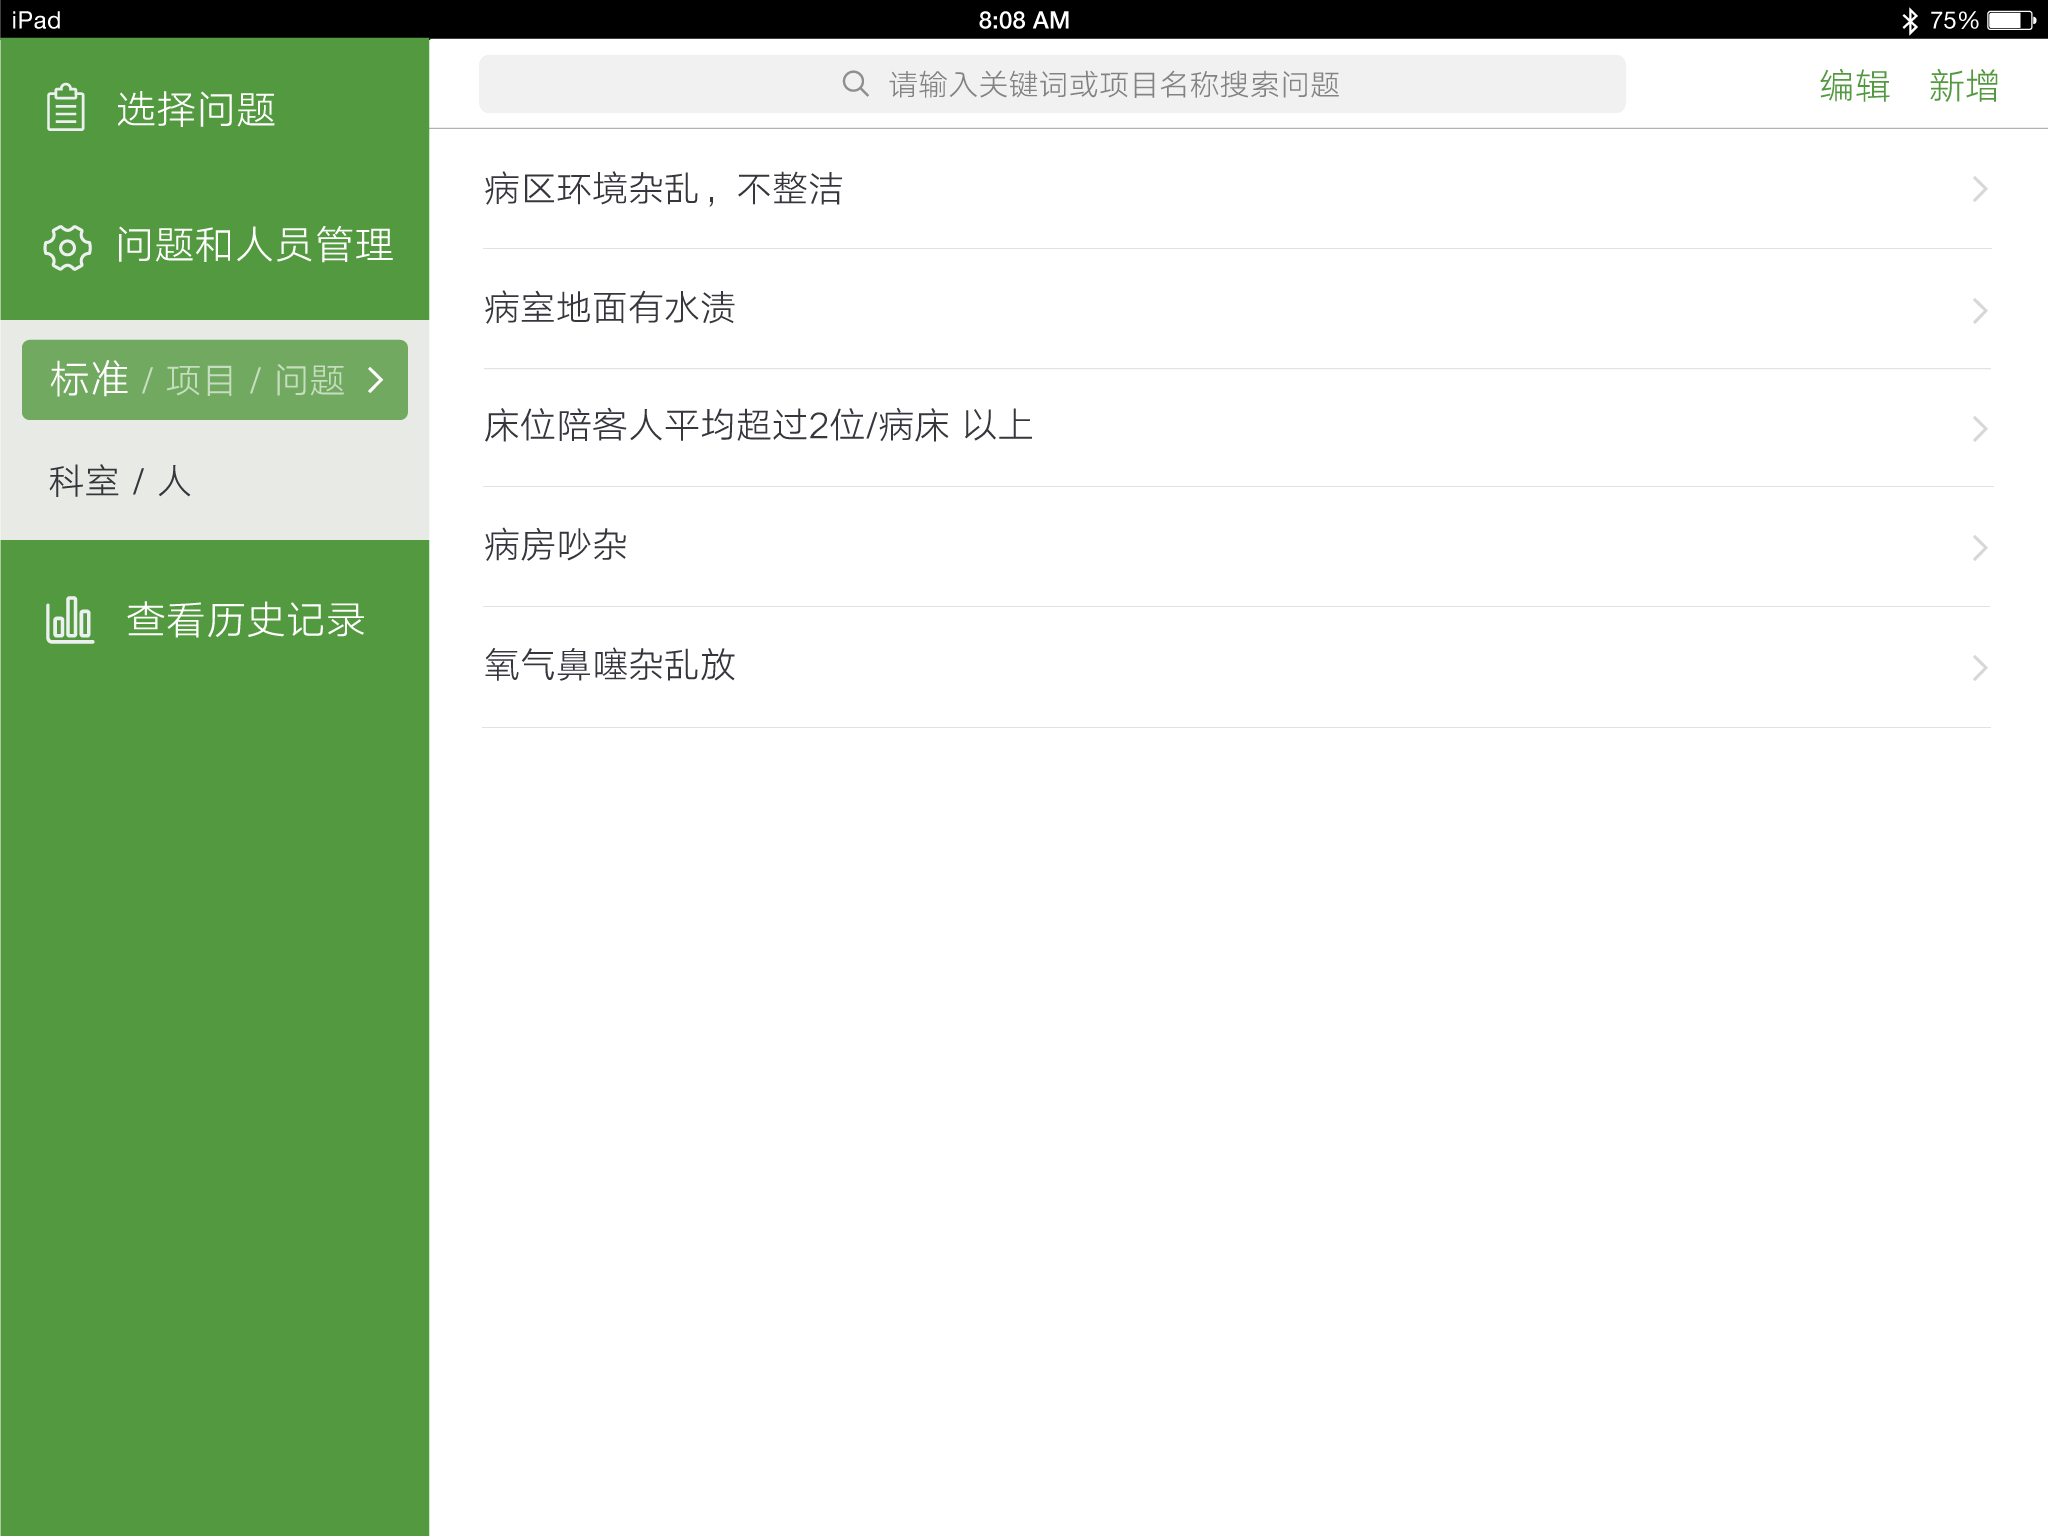 iPad
8:08 AM
75%
选择问题
问题和人员管理
标准 / 项目 / 问题
科室 / 人
查看历史记录
请输入关键词或项目名称搜索问题
编辑
新增
病区环境杂乱，不整洁
病室地面有水渍
床位陪客人平均超过2位/病床 以上
病房吵杂
氧气鼻噻杂乱放